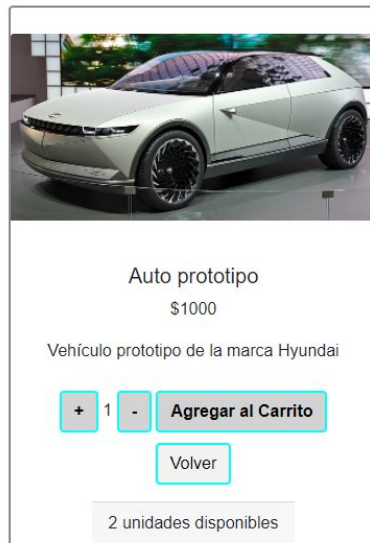 Auto prototipo
$1000
Vehículo prototipo de la marca Hyundai
+ 1 - Agregar al Carrito
Volver
2 unidades disponibles